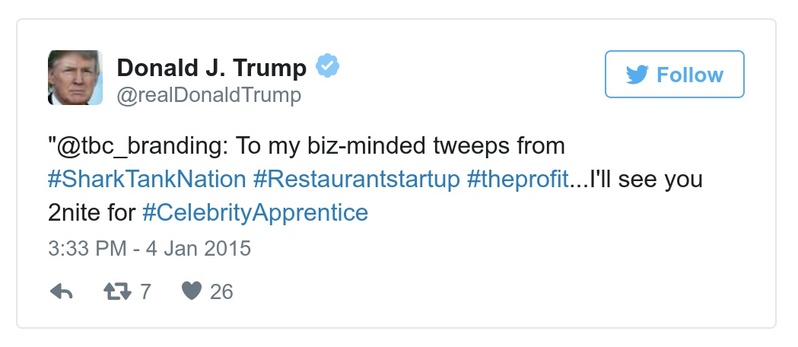 Donald J. Trump
@realDonaldTrump
Follow
"@tbc_branding: To my biz-minded tweeps from
#SharkTankNation #Restaurantstartup #theprofit...I'll see you
2nite for #CelebrityApprentice
3:33 PM - 4 Jan 2015
7 26